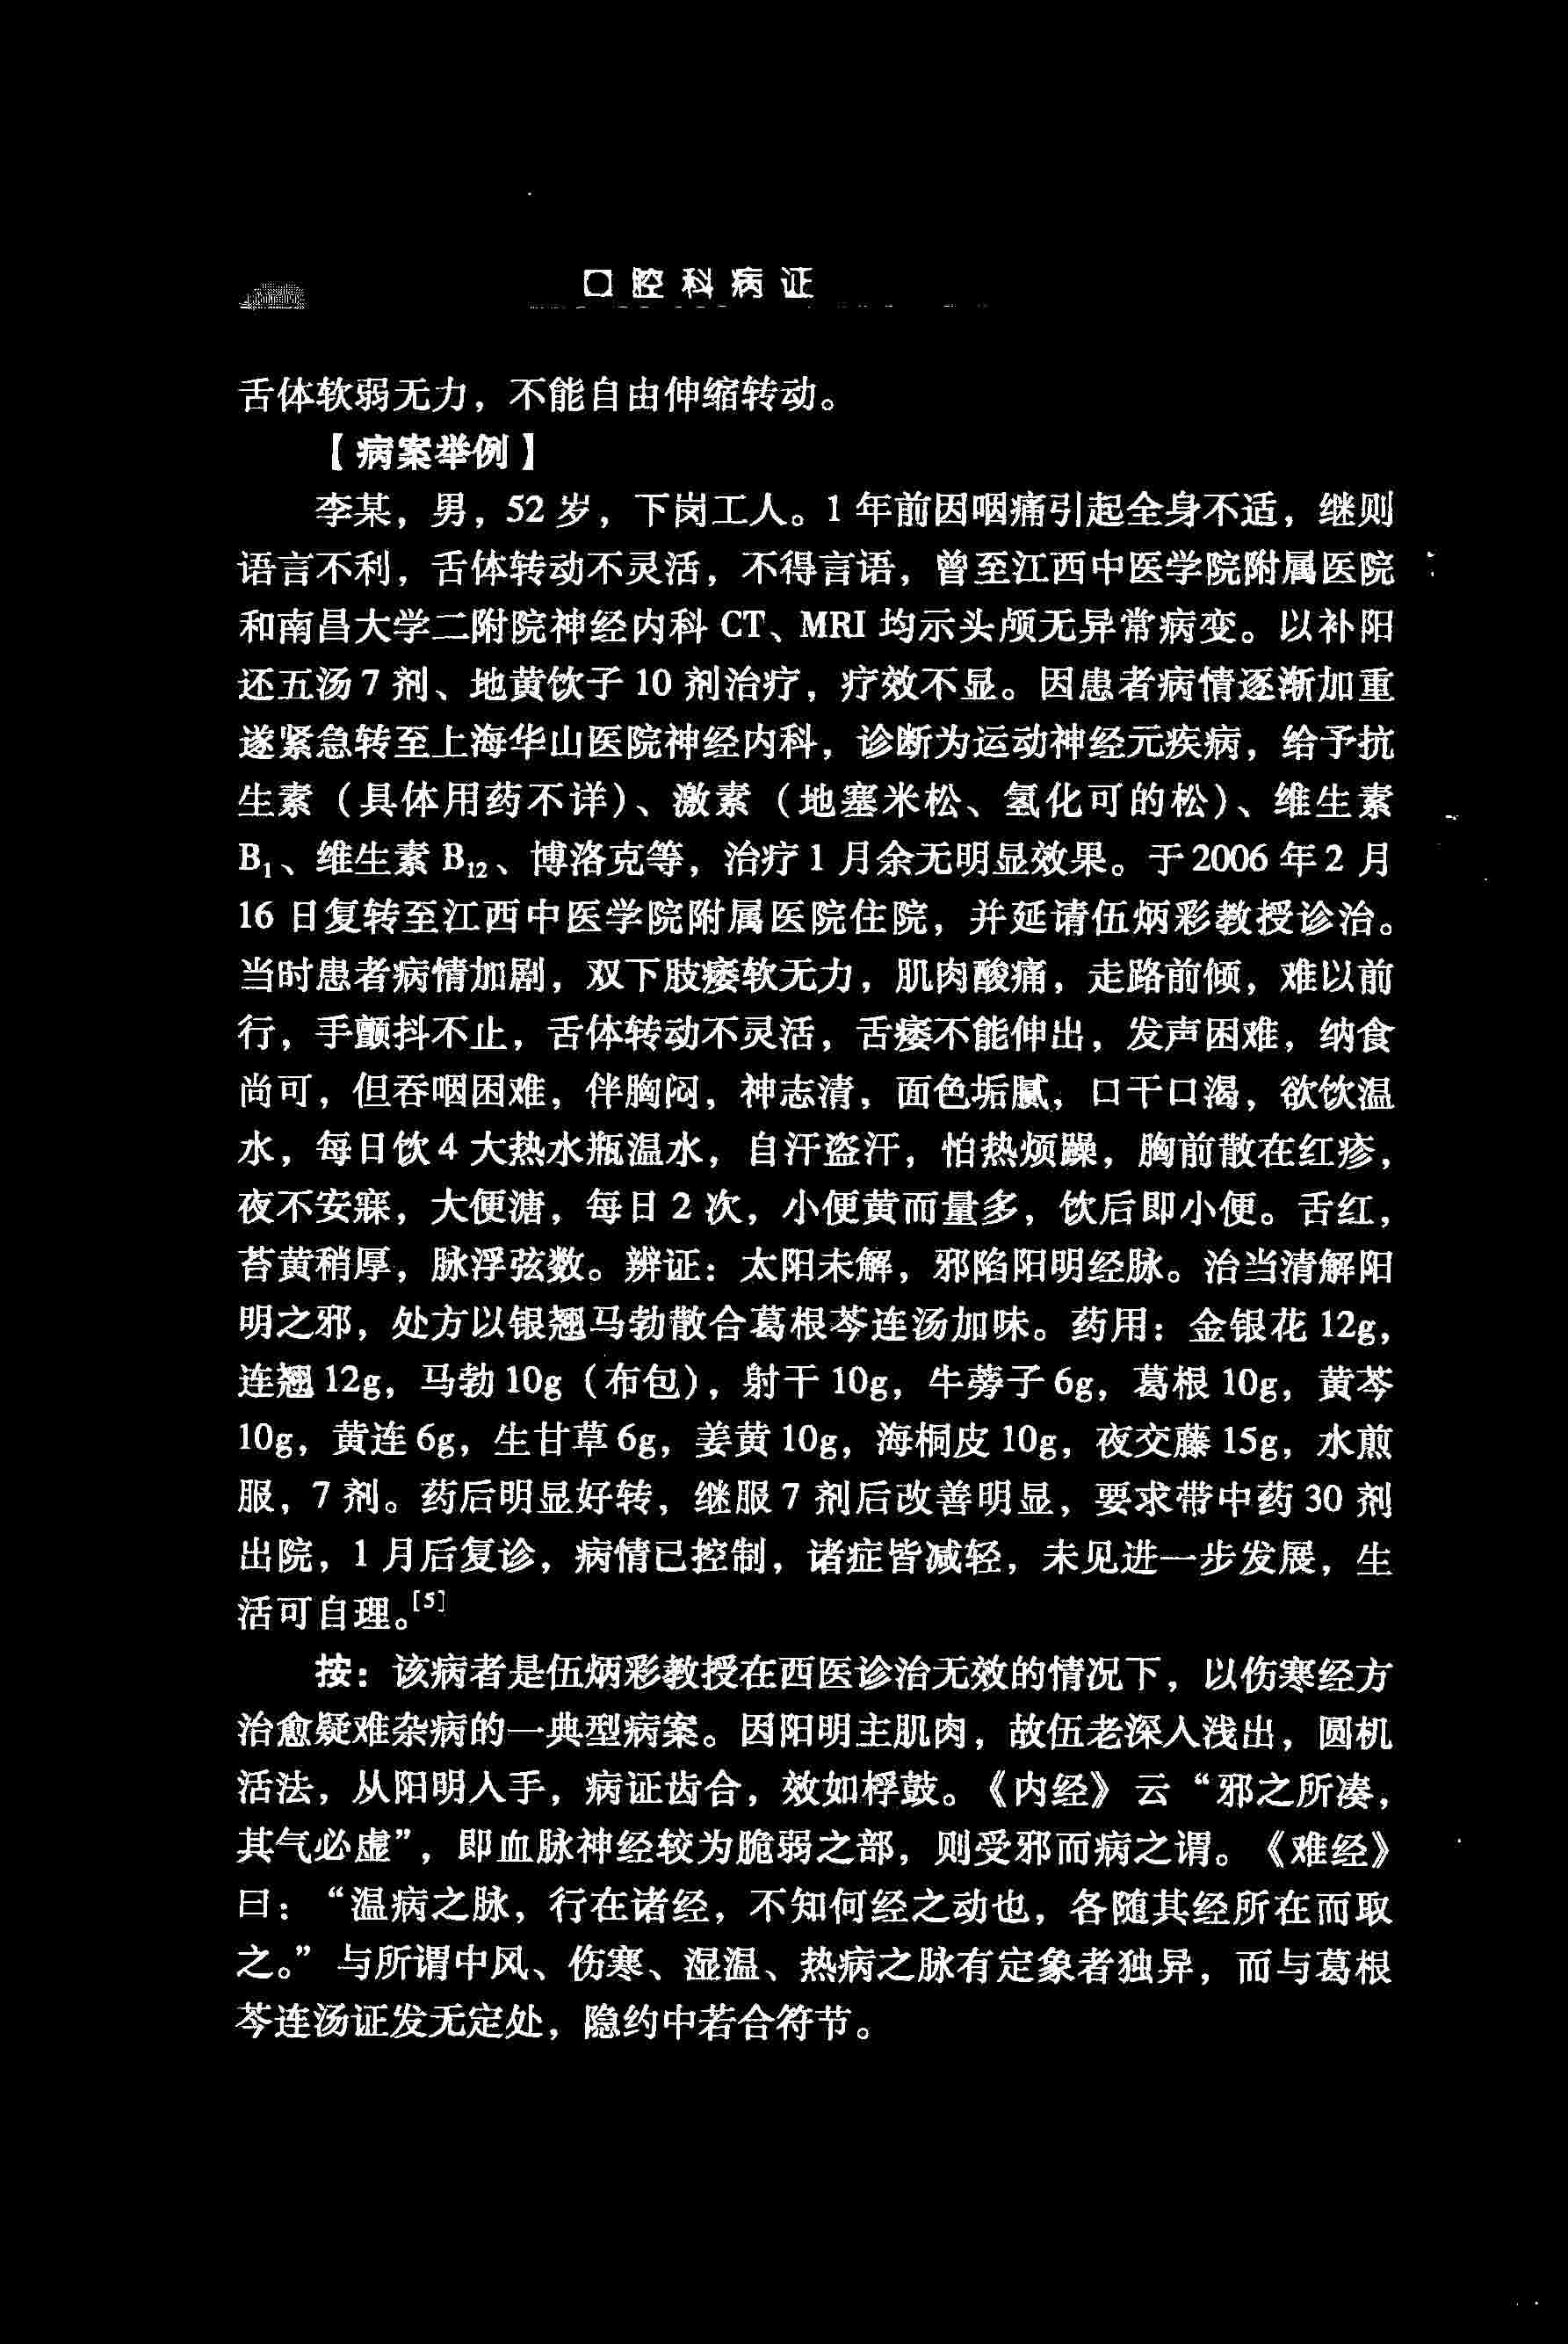 口腔科病证
舌体软弱无力，不能自由伸缩转动。
【病案举例】
李某，男，52岁，下岗工人。1年前因咽痛引起全身不适，继则
语言不利，舌体转动不灵活，不得言语，曾至江西中医学院附属医院
和南昌大学二附院神经内科 CT、MRI 均示头颅无异常病变。以补阳
还五汤7剂、地黄饮子10剂治疗，疗效不显。因患者病情逐渐加重
遂紧急转至上海华山医院神经内科，诊断为运动神经元疾病，给予抗
生素（具体用药不详）、激素（地塞米松、氢化可的松）、维生素
B₁、维生素B₁₂、博洛克等，治疗1月余无明显效果。于2006年2月
16日复转至江西中医学院附属医院住院，并延请伍炳彩教授诊治。
当时患者病情加剧，双下肢痿软无力，肌肉酸痛，走路前倾，难以前
行，手颤抖不止，舌体转动不灵活，舌痿不能伸出，发声困难，纳食
尚可，但吞咽困难，伴胸闷，神志清，面色垢腻，口干口渴，欲饮温
水，每日饮4大热水瓶温水，自汗盗汗，怕热烦躁，胸前散在红疹，
夜不安寐，大便溏，每日2次，小便黄而量多，饮后即小便。舌红，
苔黄稍厚，脉浮弦数。辨证：太阳未解，邪陷阳明经脉。治当清解阳
明之邪，处方以银翘马勃散合葛根芩连汤加味。药用：金银花12g，
连翘12g，马勃10g（布包），射干10g，牛蒡子6g，葛根10g，黄芩
10g，黄连6g，生甘草6g，姜黄10g，海桐皮10g，夜交藤15g，水煎
服，7剂。药后明显好转，继服7剂后改善明显，要求带中药30剂
出院，1月后复诊，病情已控制，诸症皆减轻，未见进一步发展，生
活可自理。[5]
按：该病者是伍炳彩教授在西医诊治无效的情况下，以伤寒经方
治愈疑难杂病的一典型病案。因阳明主肌肉，故伍老深入浅出，圆机
活法，从阳明入手，病证齿合，效如桴鼓。《内经》云“邪之所凑，
其气必虚”，即血脉神经较为脆弱之部，则受邪而病之谓。《难经》
曰：“温病之脉，行在诸经，不知何经之动也，各随其经所在而取
之。”与所谓中风、伤寒、湿温、热病之脉有定象者独异，而与葛根
芩连汤证发无定处，隐约中若合符节。